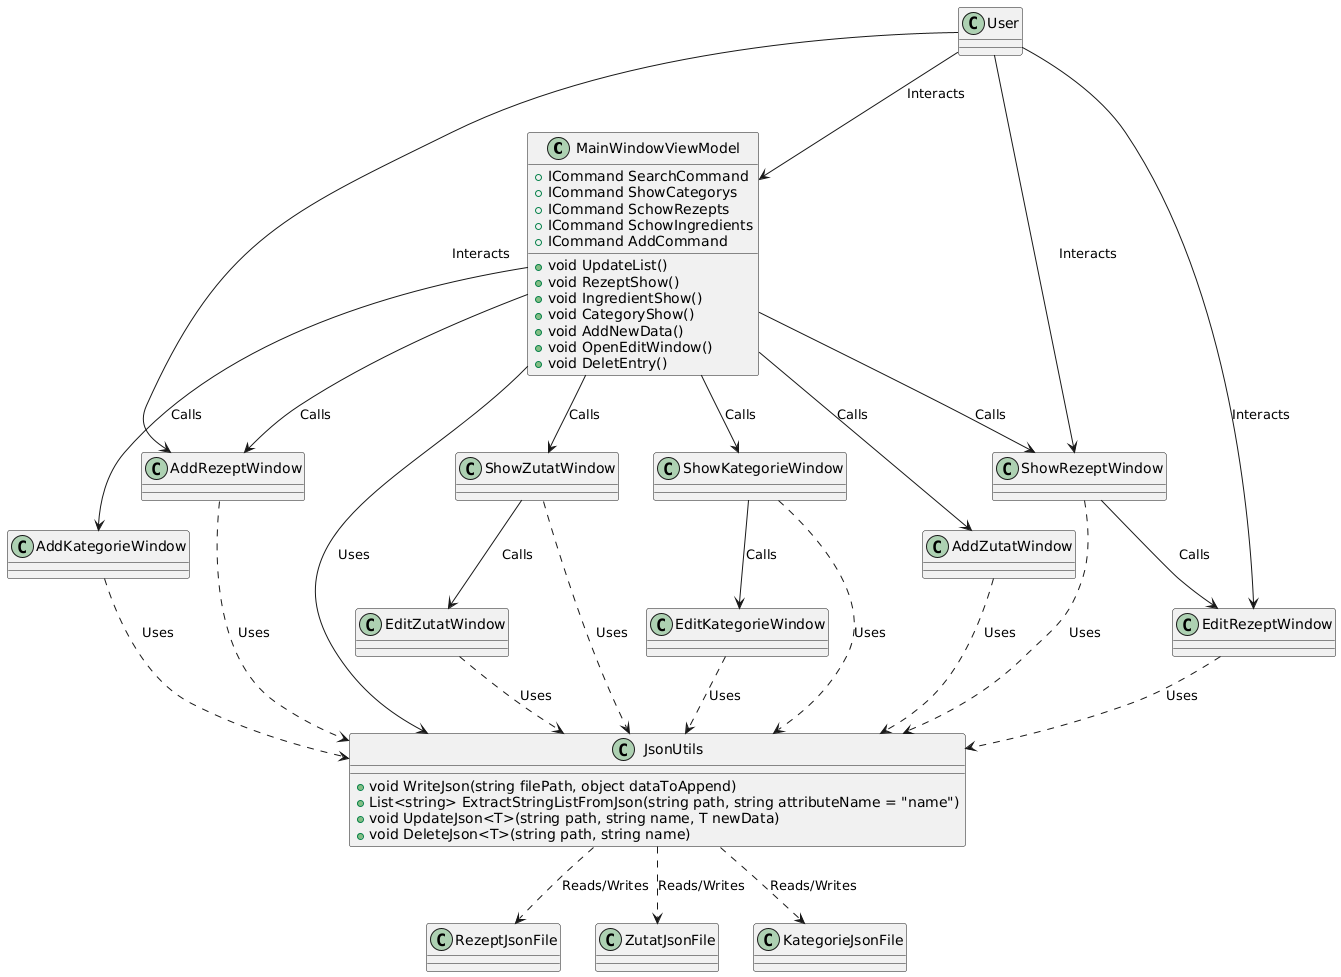 C User
Interacts
C MainWindowViewModel
ICommand SearchCommand
ICommand ShowCategorys
ICommand SchowRezepts
ICommand SchowIngredients
ICommand AddCommand
void UpdateList()
void RezeptShow()
void IngredientShow()
void CategoryShow()
void AddNewData()
void OpenEditWindow()
void DeletEntry()
Interacts
Interacts
Calls
Calls
Calls
Calls
Calls
Calls
Interacts
C AddRezeptWindow
C ShowZutatWindow
C ShowKategorieWindow
C ShowRezeptWindow
C AddKategorieWindow
C AddZutatWindow
Uses
Calls
Calls
Calls
C EditZutatWindow
C EditKategorieWindow
C EditRezeptWindow
Uses
Uses
Uses
Uses
Uses
Uses
Uses
Uses
Uses
C JsonUtils
void WriteJson(string filePath, object dataToAppend)
List<string> ExtractStringListFromJson(string path, string attributeName = "name")
void UpdateJson<T>(string path, string name, T newData)
void DeleteJson<T>(string path, string name)
Reads/Writes
Reads/Writes
Reads/Writes
C RezeptJsonFile
C ZutatJsonFile
C KategorieJsonFile